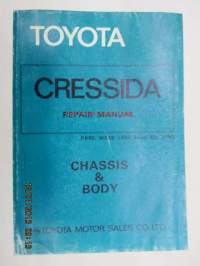 TOYOTA
CRESSIDA
REPAIR MANUAL
CHASSIS
&
BODY
TOYOTA MOTOR SALES CO., LTD.